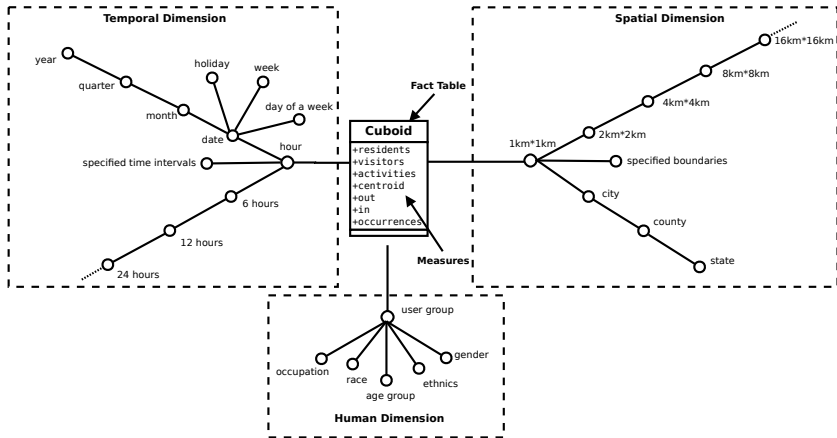 Temporal Dimension
year
quarter
month
holiday
week
day of a week
date
hour
specified time intervals
6 hours
12 hours
24 hours
Fact Table
Cuboid
+residents
+visitors
+activities
+centroid
+out
+in
+occurrences
Measures
Spatial Dimension
16km*16km
8km*8km
4km*4km
2km*2km
1km*1km
specified boundaries
city
county
state
user group
occupation
race
age group
ethnics
gender
Human Dimension